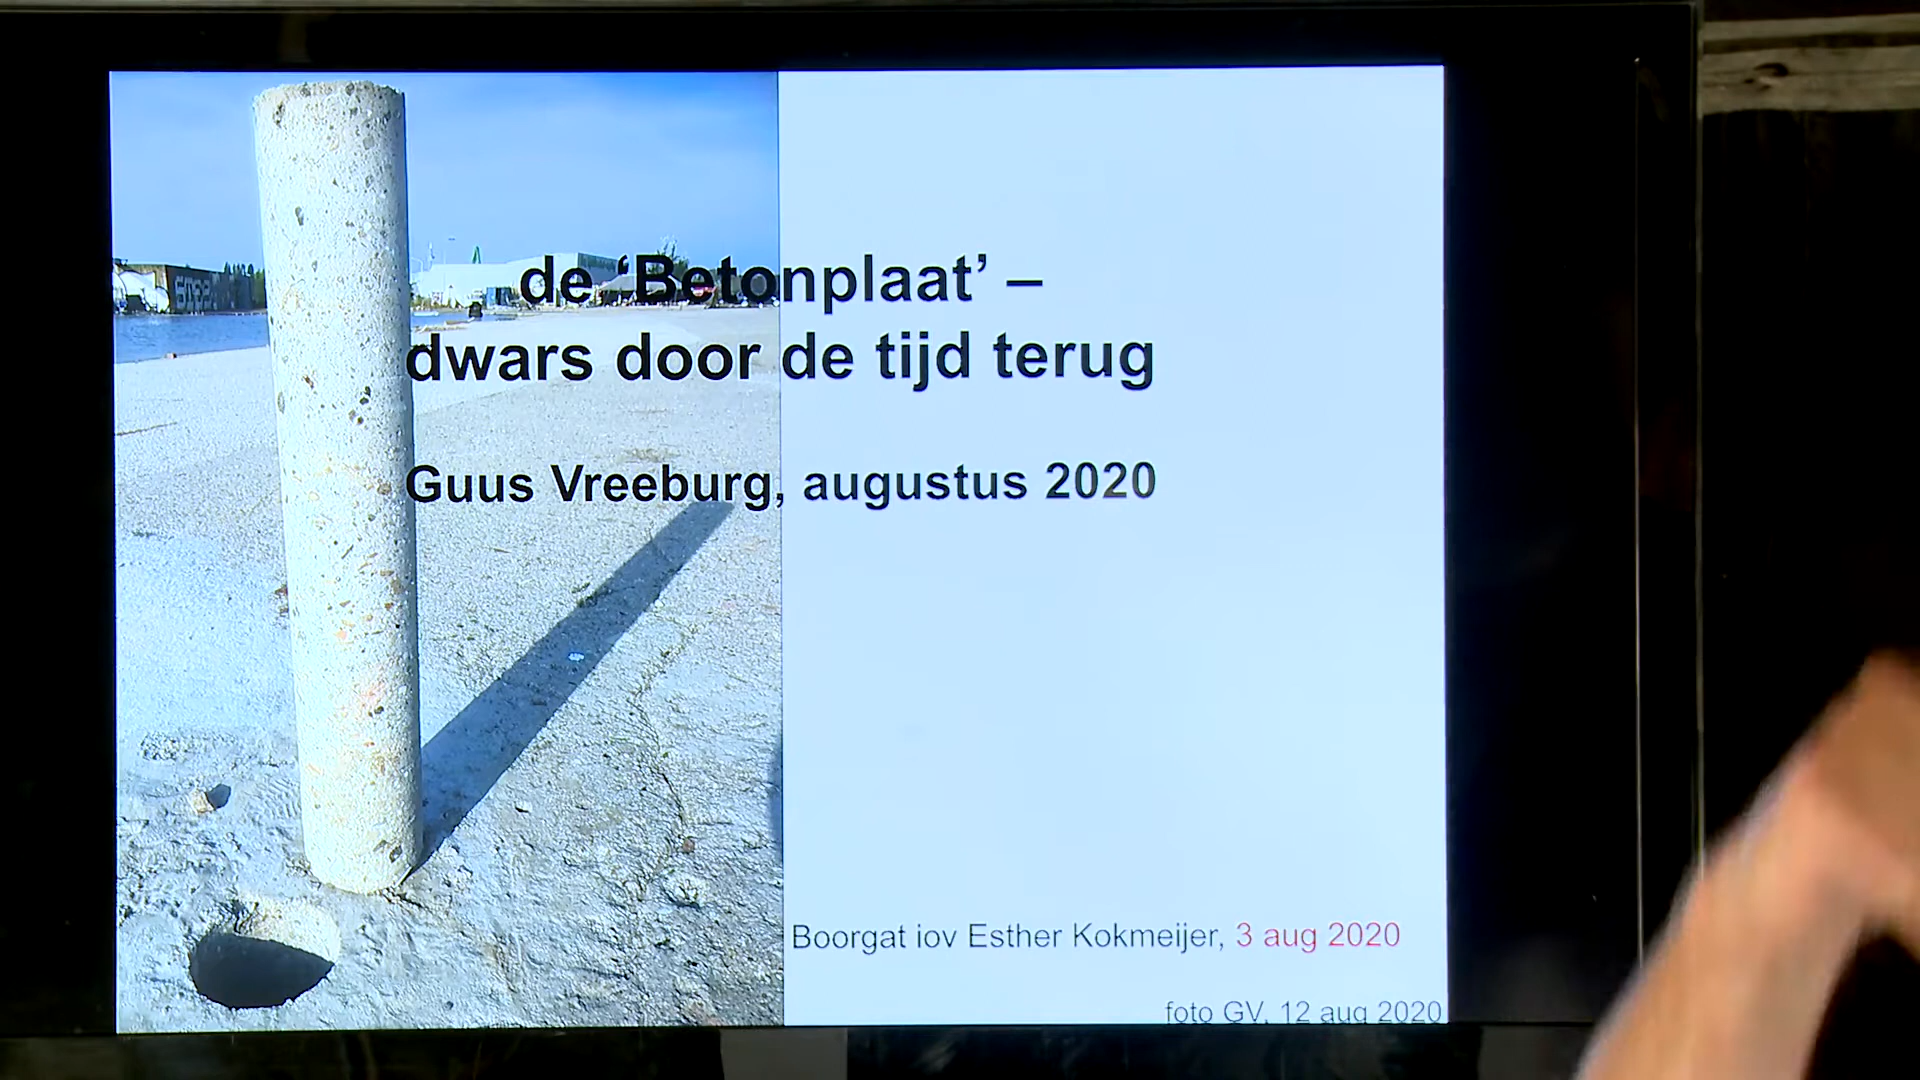 de ‘Betonplaat’ –
dwars door de tijd terug
Guus Vreeburg, augustus 2020
Boorgat iov Esther Kokmeijer, 3 aug 2020
foto GV, 12 aug 2020